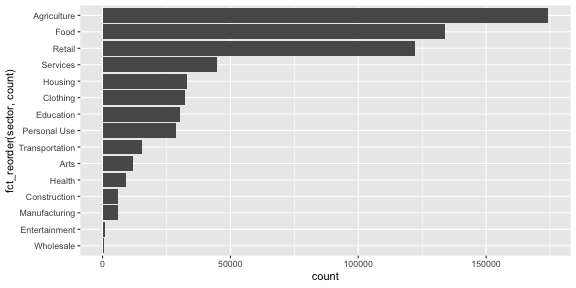 fct_reorder(sector, count)
Agriculture
Food
Retail
Services
Housing
Clothing
Education
Personal Use
Transportation
Arts
Health
Construction
Manufacturing
Entertainment
Wholesale
0 50000 100000 150000
count